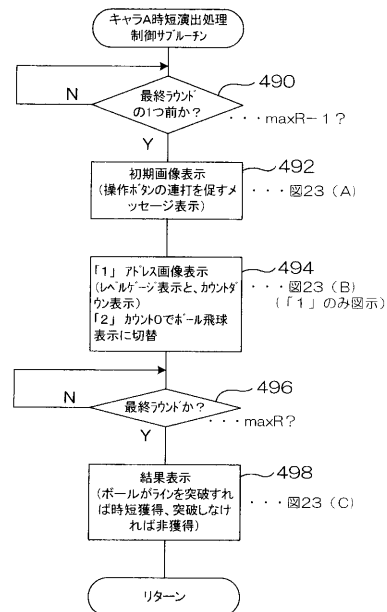 キャラA時短演出処理
制御サブルーチン
490
N
最終ラウンド
の1つ前か？
・・・maxR－1？
Y
492
初期画像表示
(操作ボタンの連打を促すメ
ッセージ表示)
・・・図23（A）
494
「1」アドレス画像表示
(レベルゲージ表示と、カウントダ
ウン表示)
「2」カウント0でボール飛球
表示に切替
・・・図23（B）
(「1」のみ図示)
496
N
最終ラウンドか？
・・・maxR？
Y
498
結果表示
(ボールがラインを突破すれ
ば時短獲得、突破しなけ
れば非獲得)
・・・図23（C）
リターン